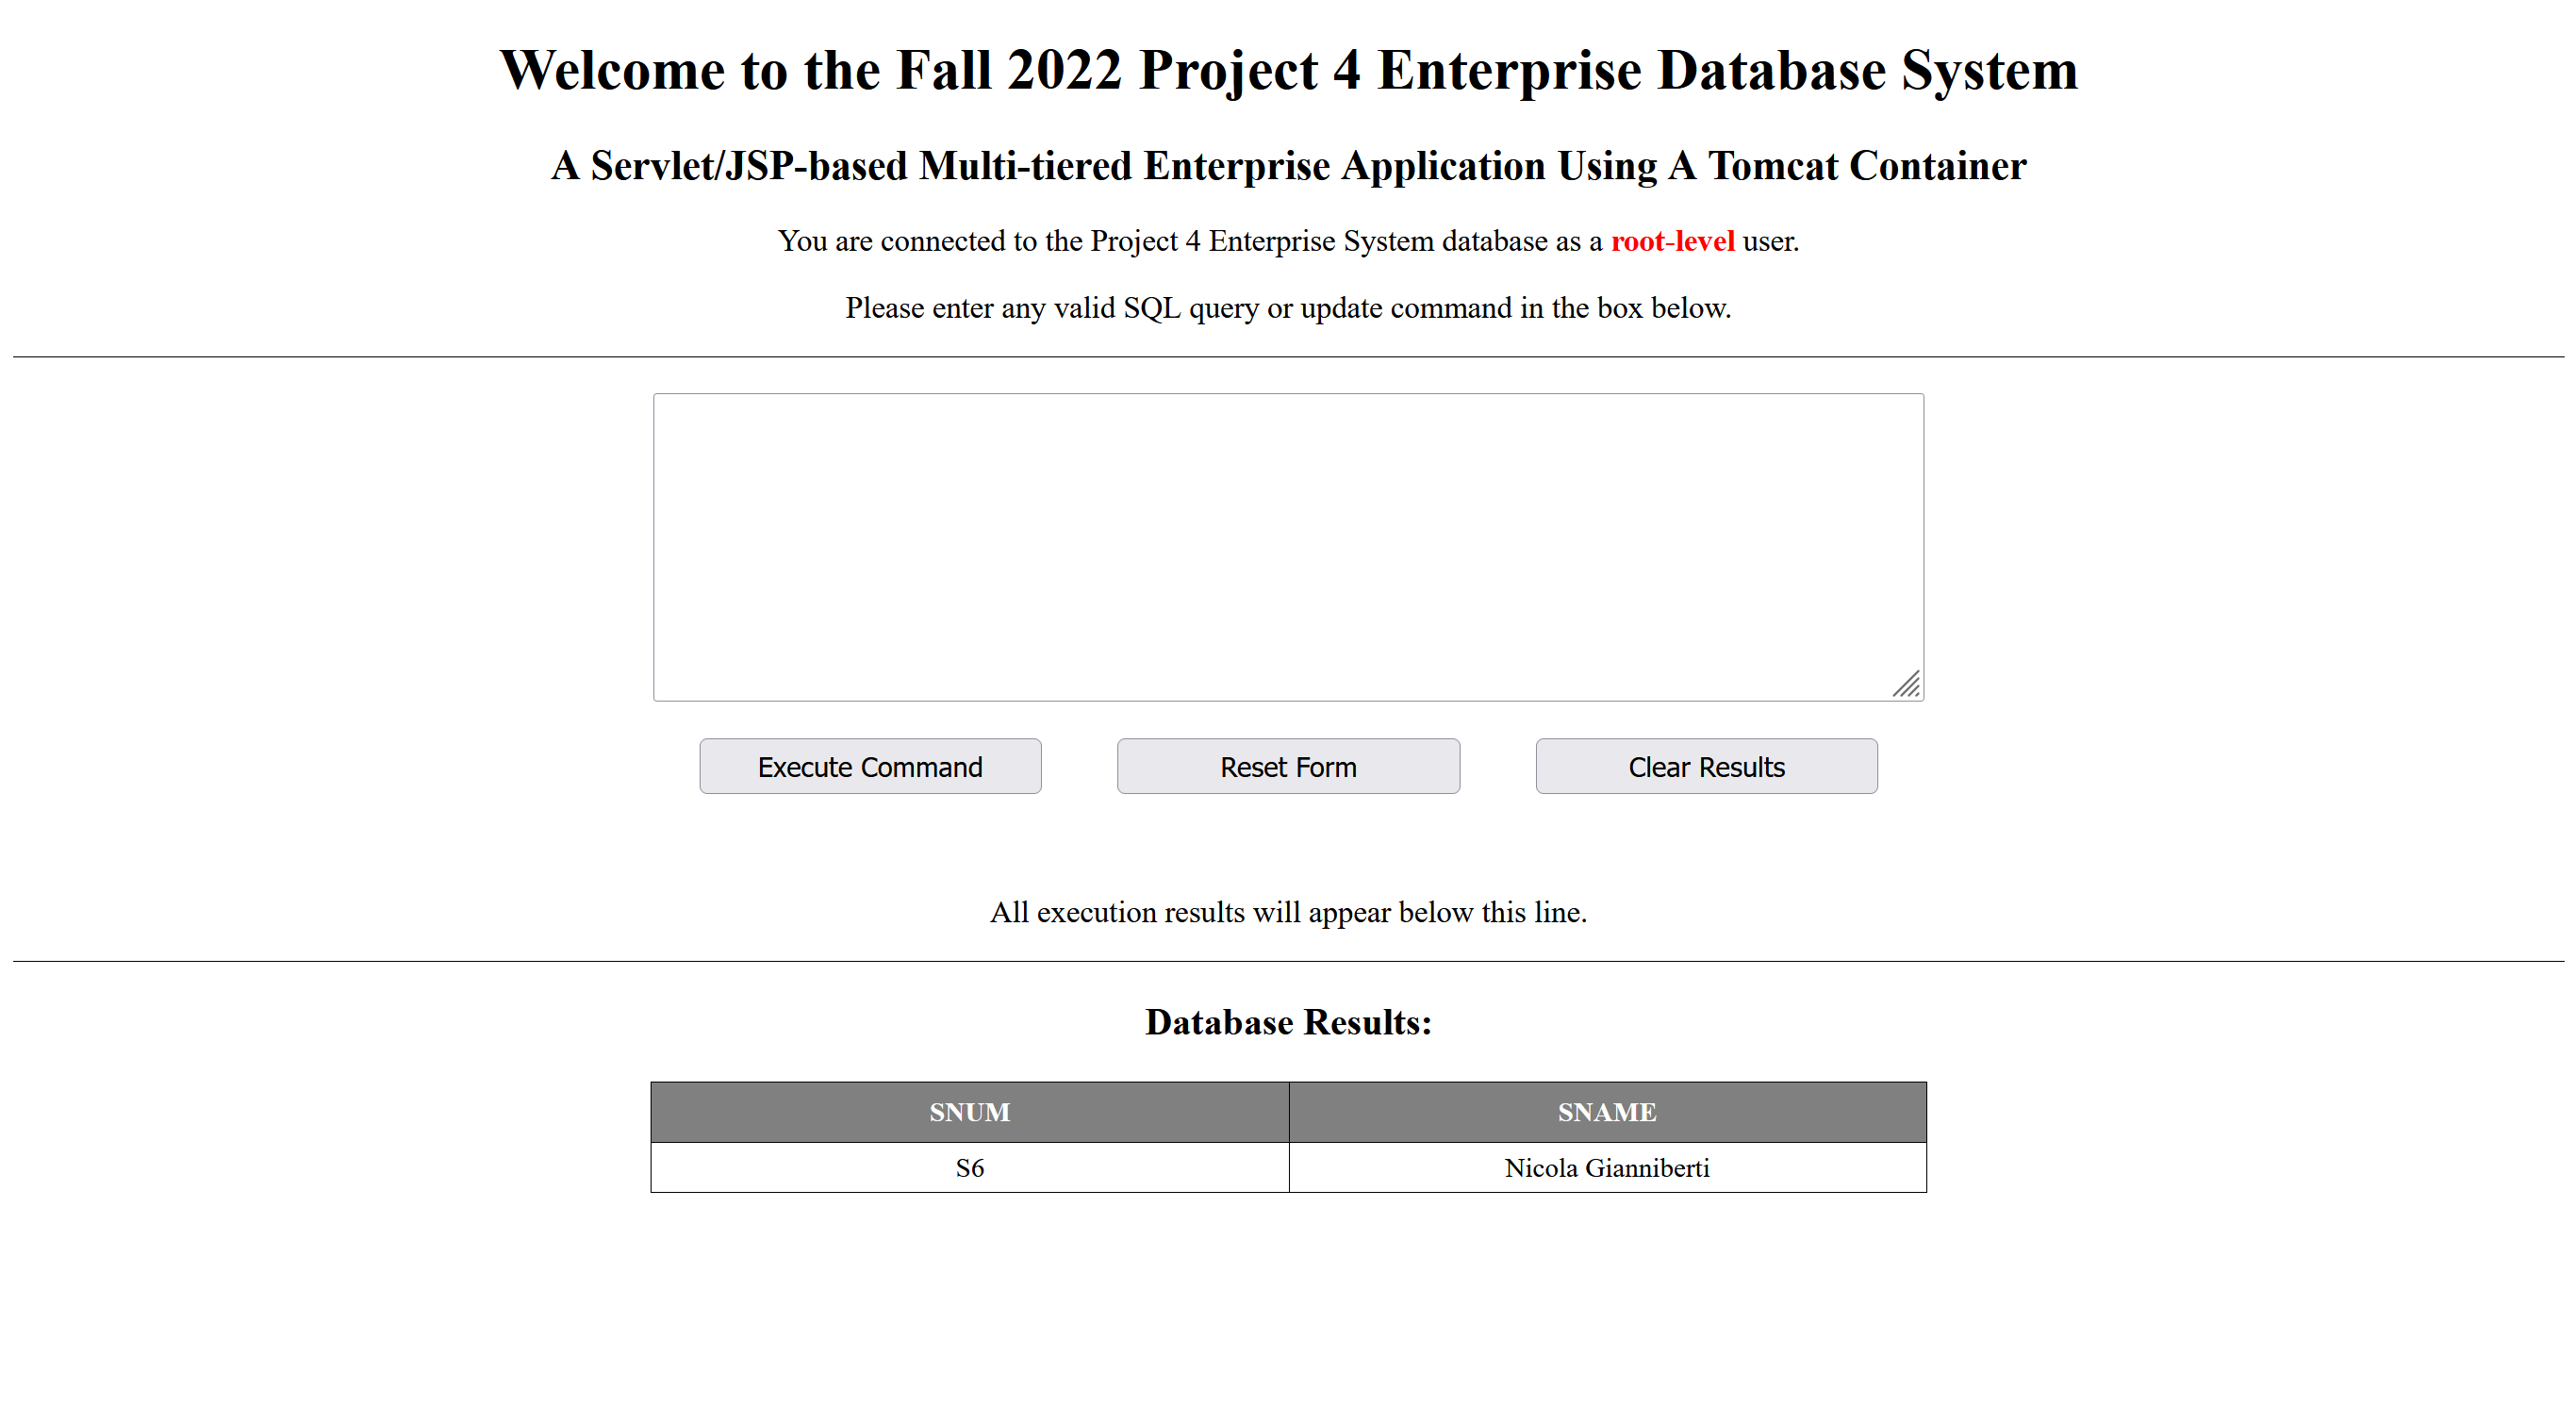 Welcome to the Fall 2022 Project 4 Enterprise Database System
A Servlet/JSP-based Multi-tiered Enterprise Application Using A Tomcat Container
You are connected to the Project 4 Enterprise System database as a root-level user.
Please enter any valid SQL query or update command in the box below.
Execute Command Reset Form Clear Results
All execution results will appear below this line.
Database Results:
SNUM SNAME
S6 Nicola Gianniberti